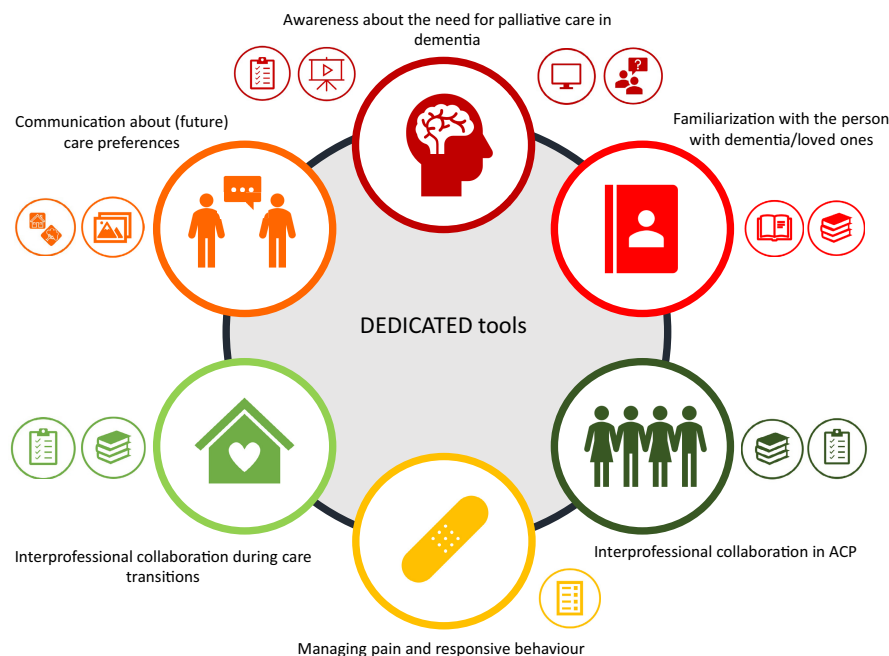 Awareness about the need for palliative care in
dementia
Communication about (future)
care preferences
Familiarization with the person
with dementia/loved ones
DEDICATED tools
Interprofessional collaboration during care
transitions
Interprofessional collaboration in ACP
Managing pain and responsive behaviour